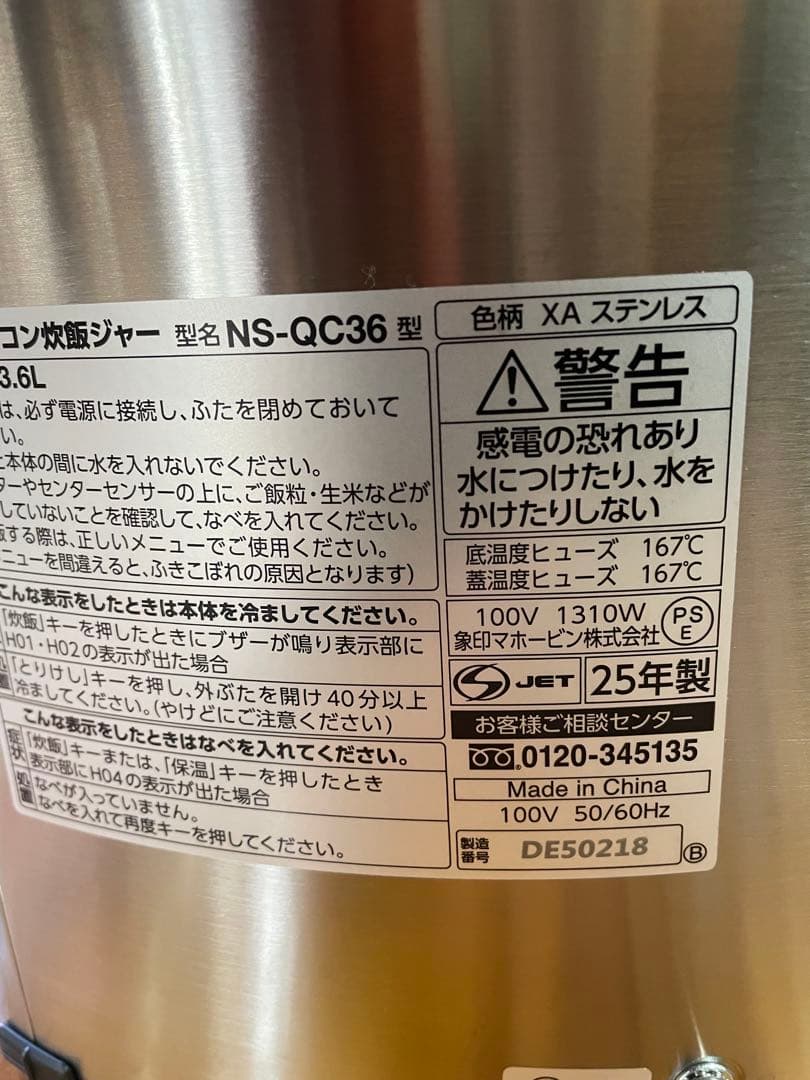 コン炊飯ジャー 型名 NS-QC36 型
3.6L
は、必ず電源に接続し、ふたを閉めておいて
い。
と本体の間に水を入れないでください。
ターやセンターセンサーの上に、ご飯粒・生米などが
していないことを確認して、なべを入れてください。
飯する際は、正しいメニューでご使用ください。
ニューを間違えると、ふきこぼれの原因となります)
こんな表示をしたときは本体を冷ましてください。
「炊飯」キーを押したときにブザーが鳴り表示部に
H01・H02の表示が出た場合
置
「とりけし」キーを押し、外ぶたを開け40分以上
冷ましてください。(やけどにご注意ください)
こんな表示をしたときはなべを入れてください。
症状
「炊飯」キーまたは、「保温」キーを押したとき
表示部にH04の表示が出た場合
処置
なべが入っていません。
なべを入れて再度キーを押してください。
色柄 XA ステンレス
警告
感電の恐れあり
水につけたり、水を
かけたりしない
底温度ヒューズ 167℃
蓋温度ヒューズ 167℃
100V 1310W
象印マホービン株式会社
PS
E
JET
25年製
お客様ご相談センター
0120-345135
Made in China
100V 50/60Hz
製造
番号
DE50218
B